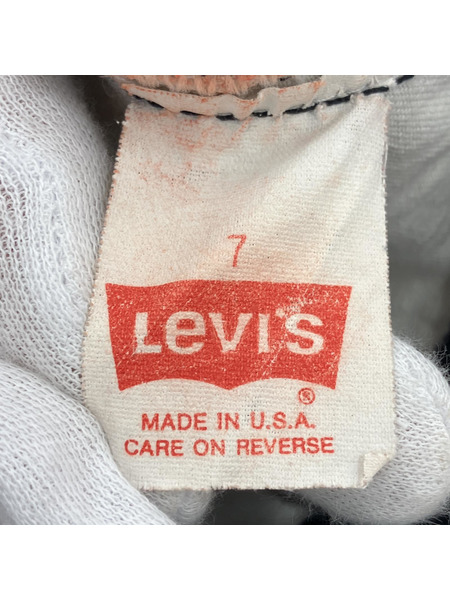 7
Levi's
®
MADE IN U.S.A.
CARE ON REVERSE